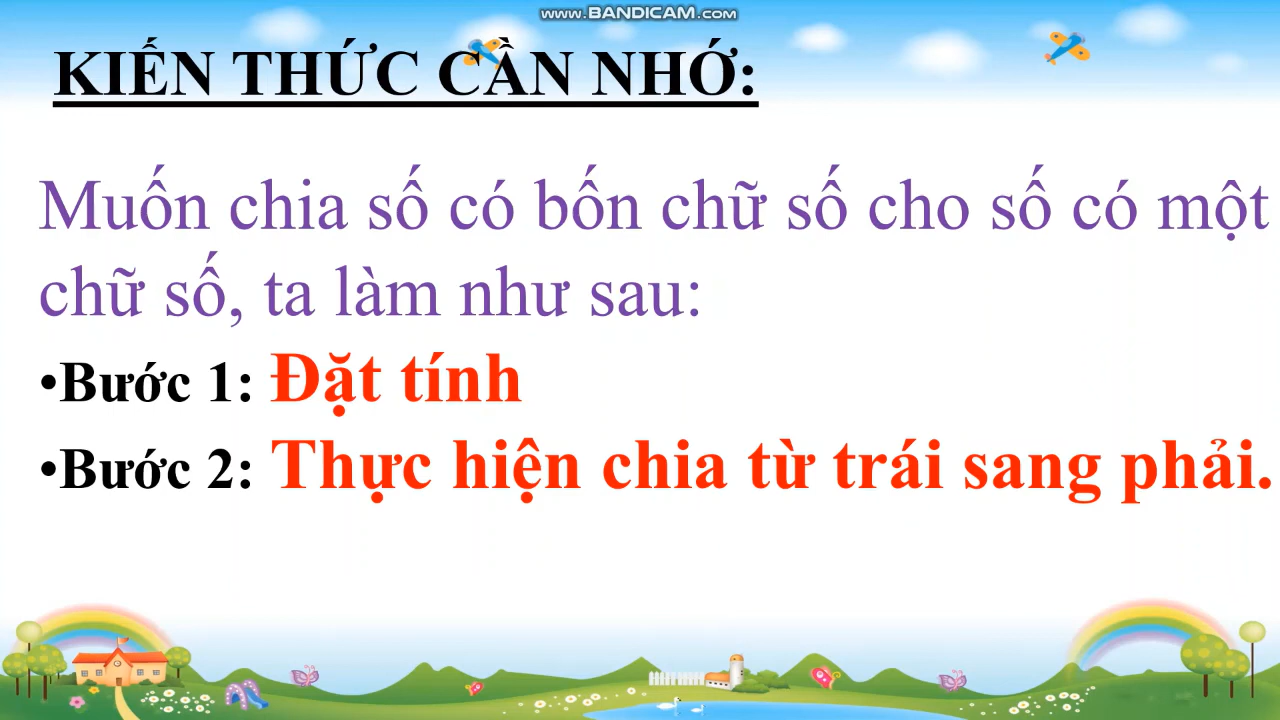 www.BANDICAM.com
KIẾN THỨC CẦN NHỚ:
Muốn chia số có bốn chữ số cho số có một
chữ số, ta làm như sau:
•Bước 1: Đặt tính
•Bước 2: Thực hiện chia từ trái sang phải.